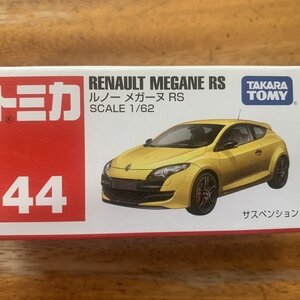 トミカ
®
44
RENAULT MEGANE RS
ルノー メガーヌ RS
SCALE 1/62
TAKARA
TOMY
サスペンション